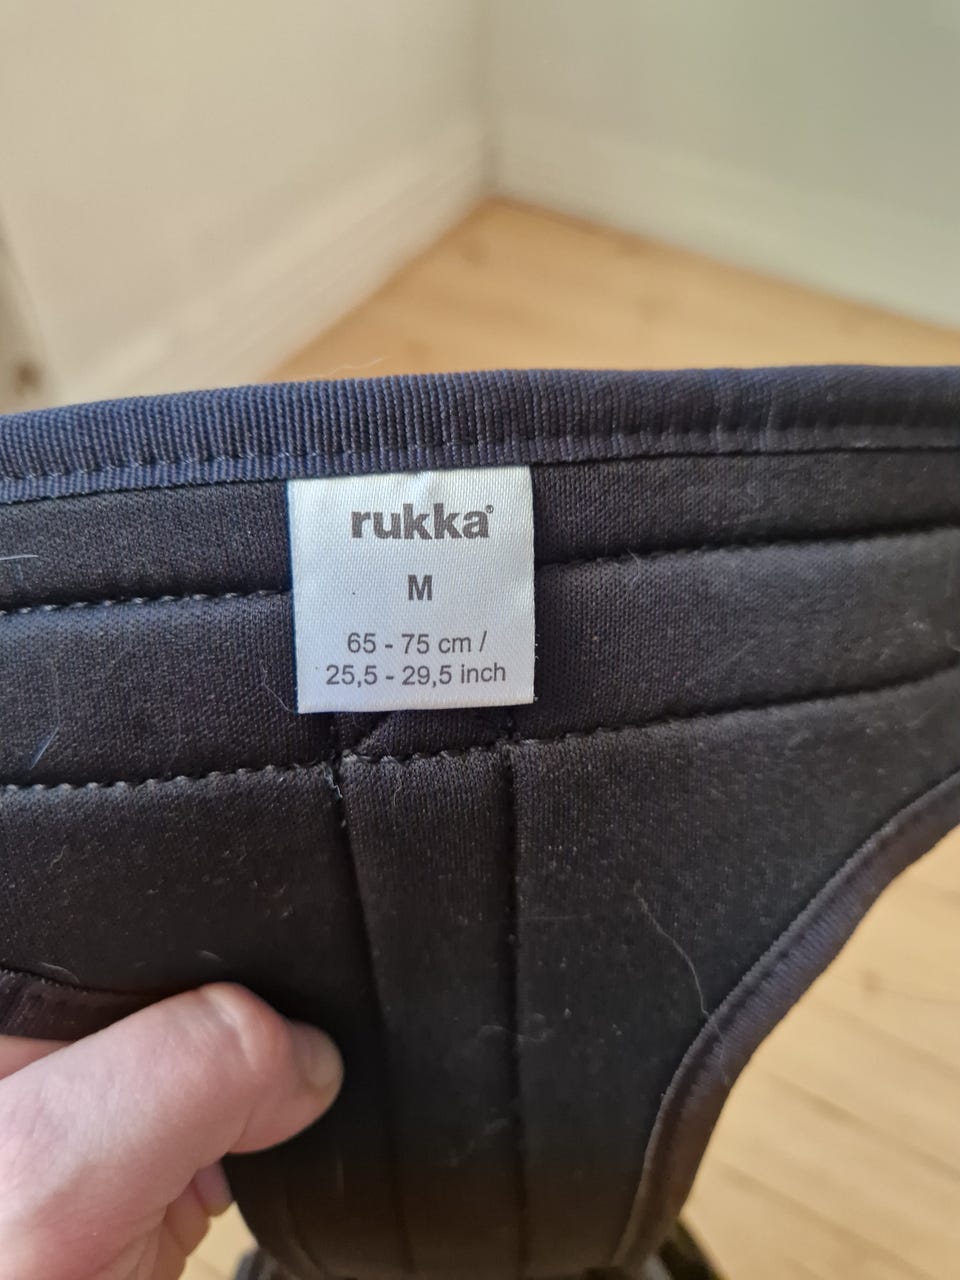 rukka®
M
65 - 75 cm /
25,5 - 29,5 inch